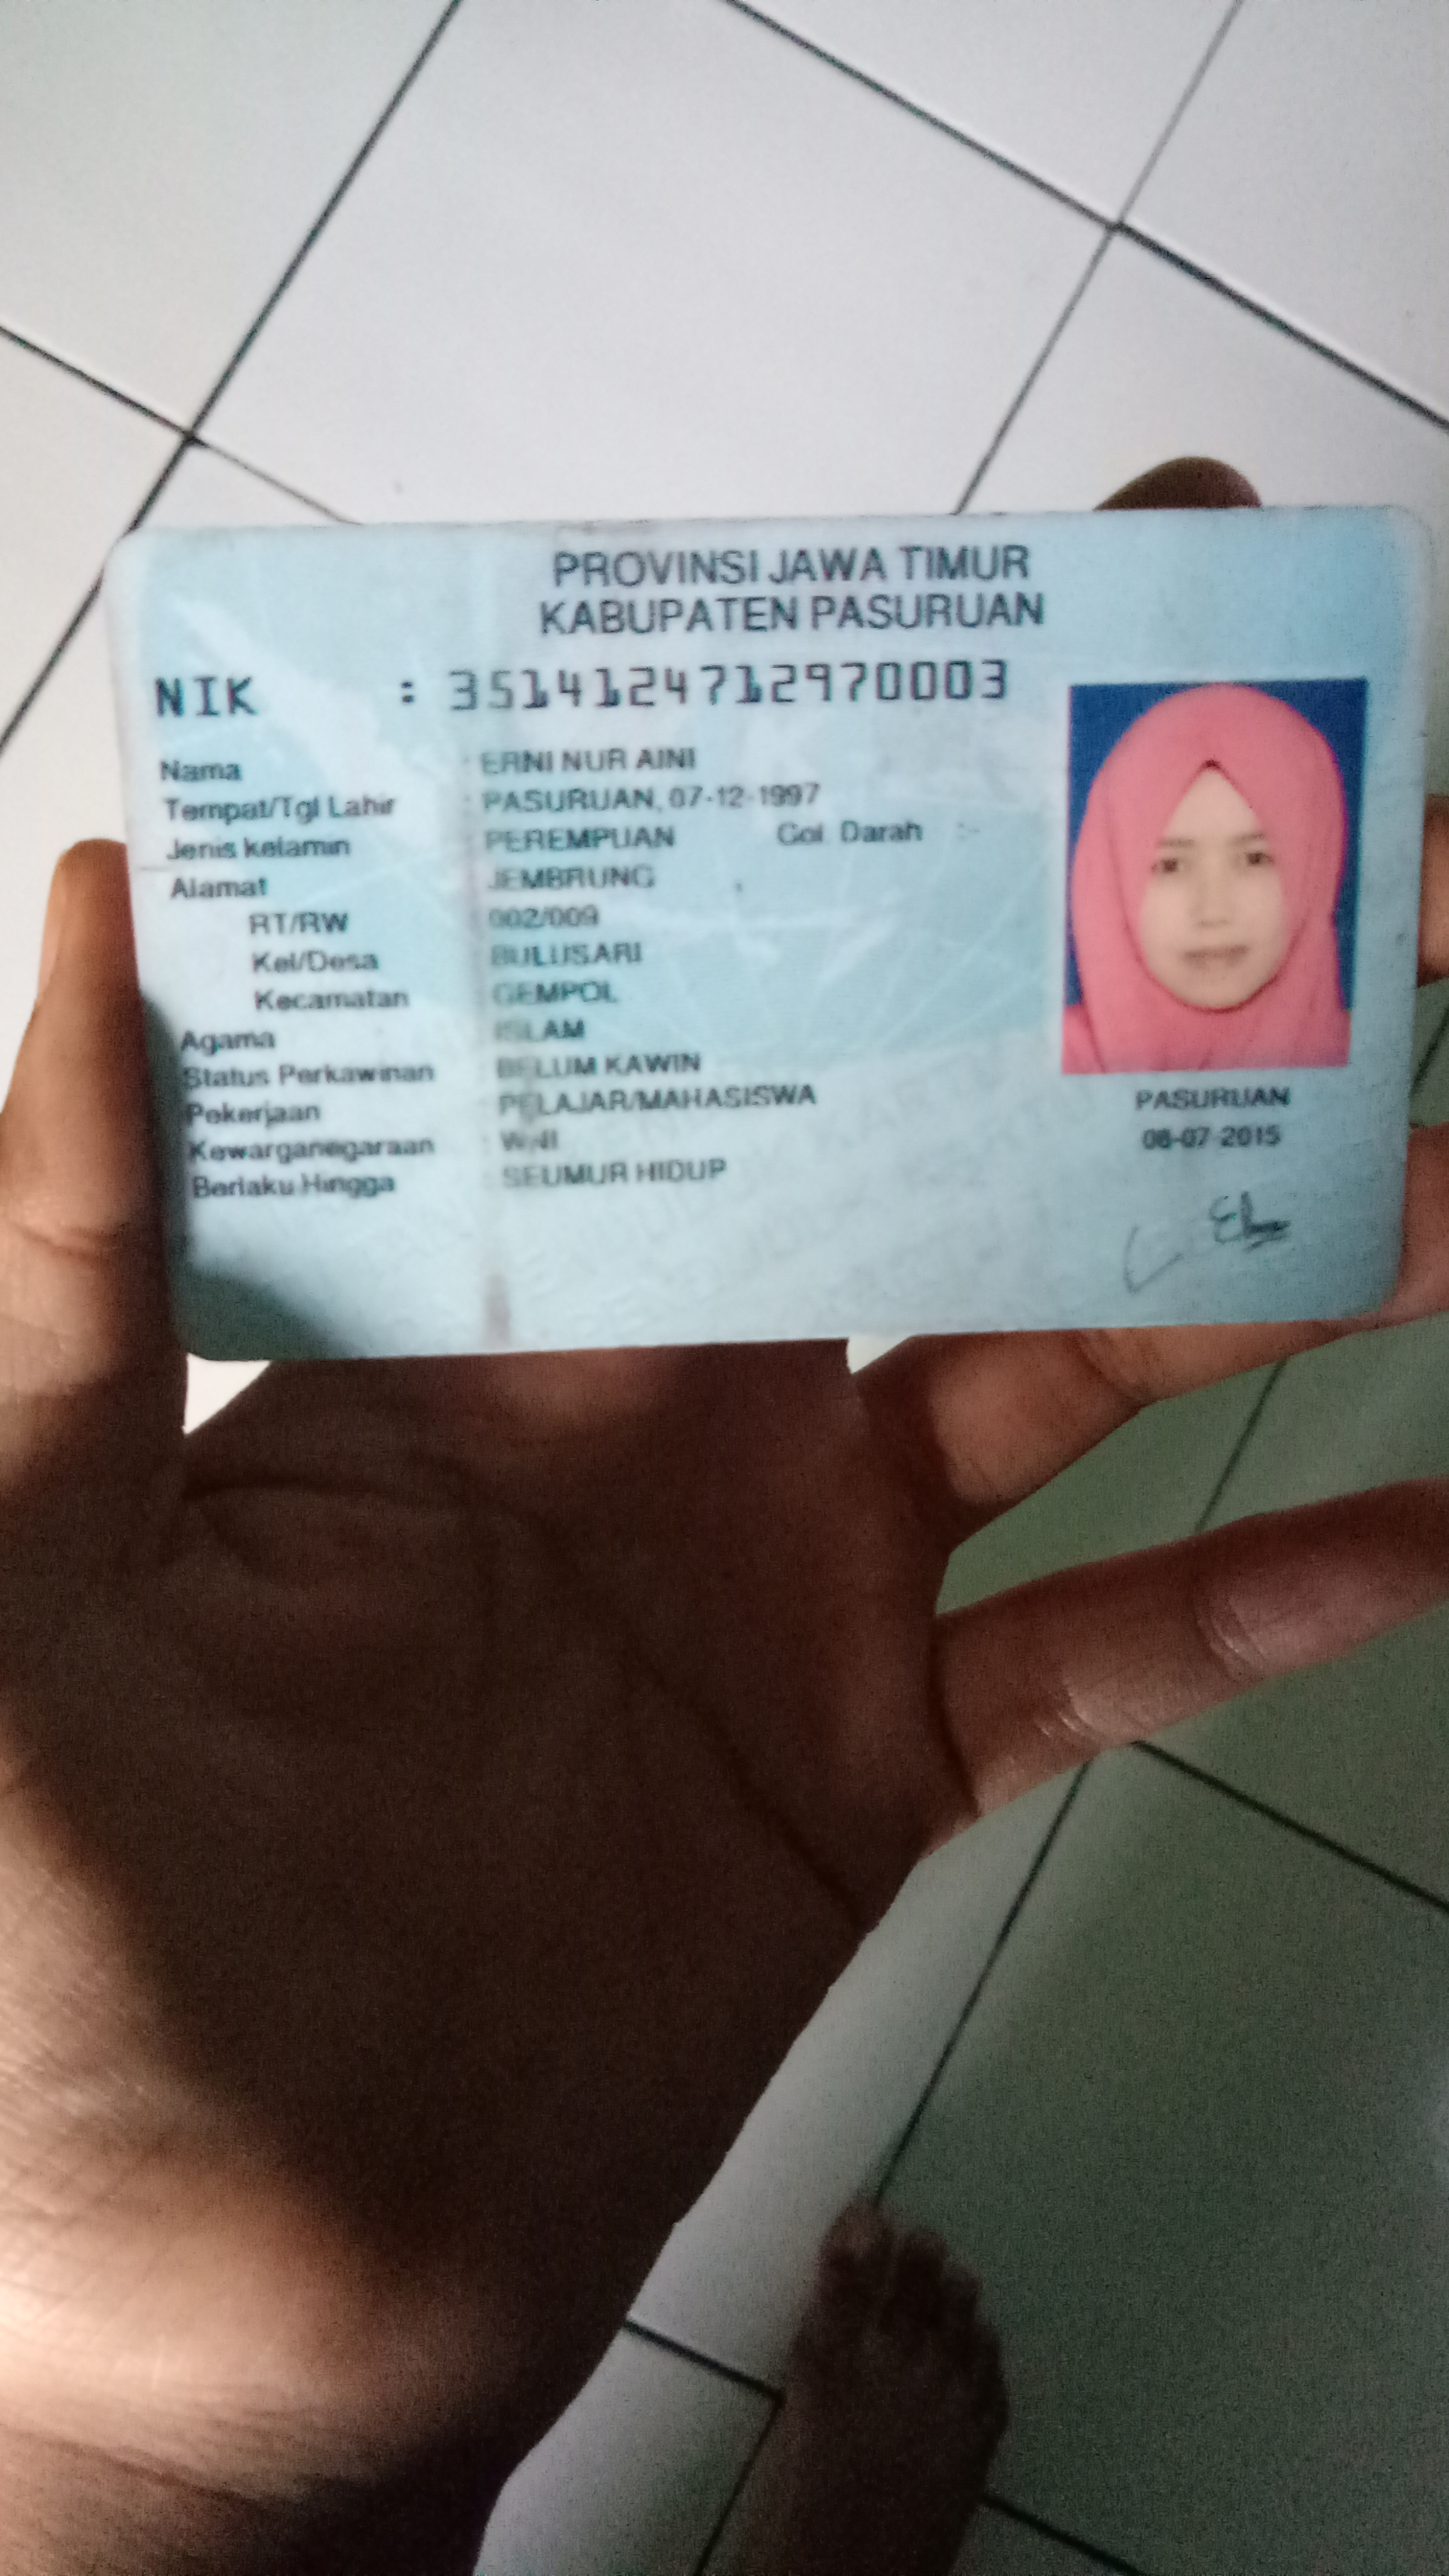 PROVINSI JAWA TIMUR
KABUPATEN PASURUAN
NIK : 3514124712970003
Nama : ERNI NUR AINI
Tempat/Tgl Lahir : PASURUAN, 07-12-1997
Jenis kelamin : PEREMPUAN Gol. Darah : -
Alamat : JEMBRUNG
RT/RW : 002/009
Kel/Desa : BULUSARI
Kecamatan : GEMPOL
Agama : ISLAM
Status Perkawinan : BELUM KAWIN
Pekerjaan : PELAJAR/MAHASISWA
Kewarganegaraan : WNI
Berlaku Hingga : SEUMUR HIDUP
PASURUAN
08-07-2015